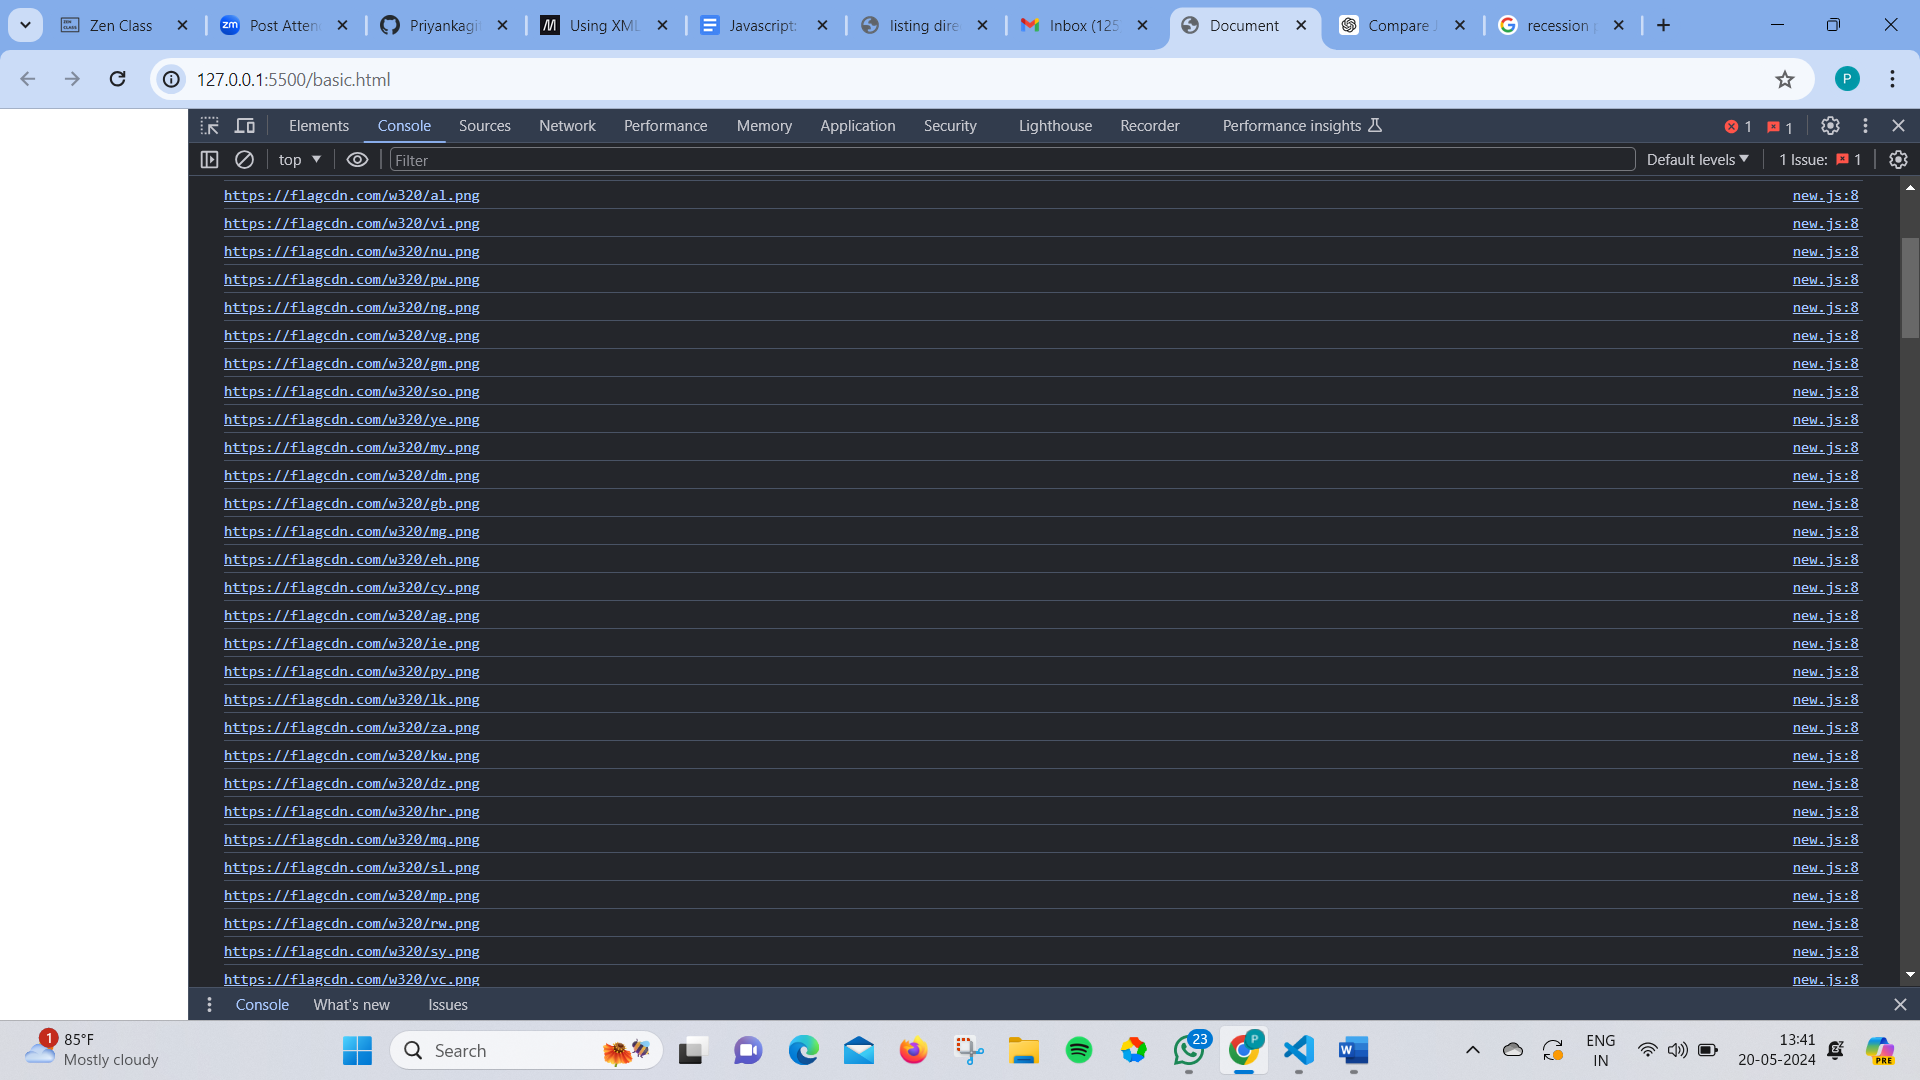 Zen Class
Post Atten
Priyankagit
Using XML
Javascript:
listing dire
Inbox (125
Document
Compare J
recession p
127.0.0.1:5500/basic.html
P
Elements Console Sources Network Performance Memory Application Security Lighthouse Recorder Performance insights 1 1
top Filter Default levels 1 Issue: 1
https://flagcdn.com/w320/al.png new.js:8
https://flagcdn.com/w320/vi.png new.js:8
https://flagcdn.com/w320/nu.png new.js:8
https://flagcdn.com/w320/pw.png new.js:8
https://flagcdn.com/w320/ng.png new.js:8
https://flagcdn.com/w320/vg.png new.js:8
https://flagcdn.com/w320/gm.png new.js:8
https://flagcdn.com/w320/so.png new.js:8
https://flagcdn.com/w320/ye.png new.js:8
https://flagcdn.com/w320/my.png new.js:8
https://flagcdn.com/w320/dm.png new.js:8
https://flagcdn.com/w320/gb.png new.js:8
https://flagcdn.com/w320/mg.png new.js:8
https://flagcdn.com/w320/eh.png new.js:8
https://flagcdn.com/w320/cy.png new.js:8
https://flagcdn.com/w320/ag.png new.js:8
https://flagcdn.com/w320/ie.png new.js:8
https://flagcdn.com/w320/py.png new.js:8
https://flagcdn.com/w320/lk.png new.js:8
https://flagcdn.com/w320/za.png new.js:8
https://flagcdn.com/w320/kw.png new.js:8
https://flagcdn.com/w320/dz.png new.js:8
https://flagcdn.com/w320/hr.png new.js:8
https://flagcdn.com/w320/mq.png new.js:8
https://flagcdn.com/w320/sl.png new.js:8
https://flagcdn.com/w320/mp.png new.js:8
https://flagcdn.com/w320/rw.png new.js:8
https://flagcdn.com/w320/sy.png new.js:8
https://flagcdn.com/w320/vc.png new.js:8
Console What's new Issues
1
85°F
Mostly cloudy
Search
23
P
ENG
IN
13:41
20-05-2024
PRE